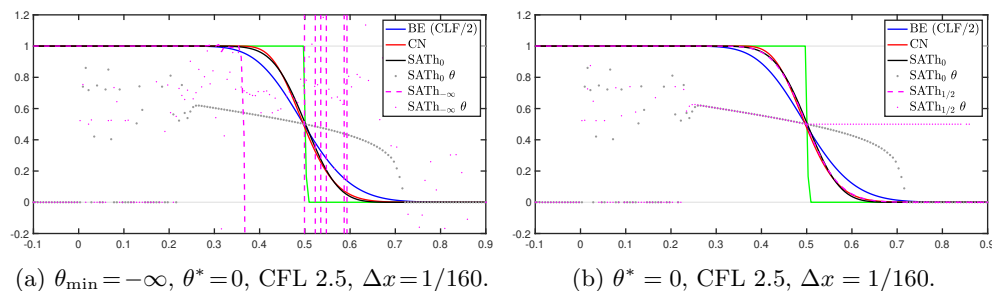 1.2
1
0.8
0.6
0.4
0.2
0
-0.2
-0.1 0 0.1 0.2 0.3 0.4 0.5 0.6 0.7 0.8 0.9
BE (CLF/2)
CN
SATh₀
SATh₀ θ
SATh₋∞
SATh₋∞ θ
(a) θmin = −∞, θ* = 0, CFL 2.5, Δx = 1/160.
1.2
1
0.8
0.6
0.4
0.2
0
-0.2
-0.1 0 0.1 0.2 0.3 0.4 0.5 0.6 0.7 0.8 0.9
BE (CLF/2)
CN
SATh₀
SATh₀ θ
SATh1/2
SATh1/2 θ
(b) θ* = 0, CFL 2.5, Δx = 1/160.